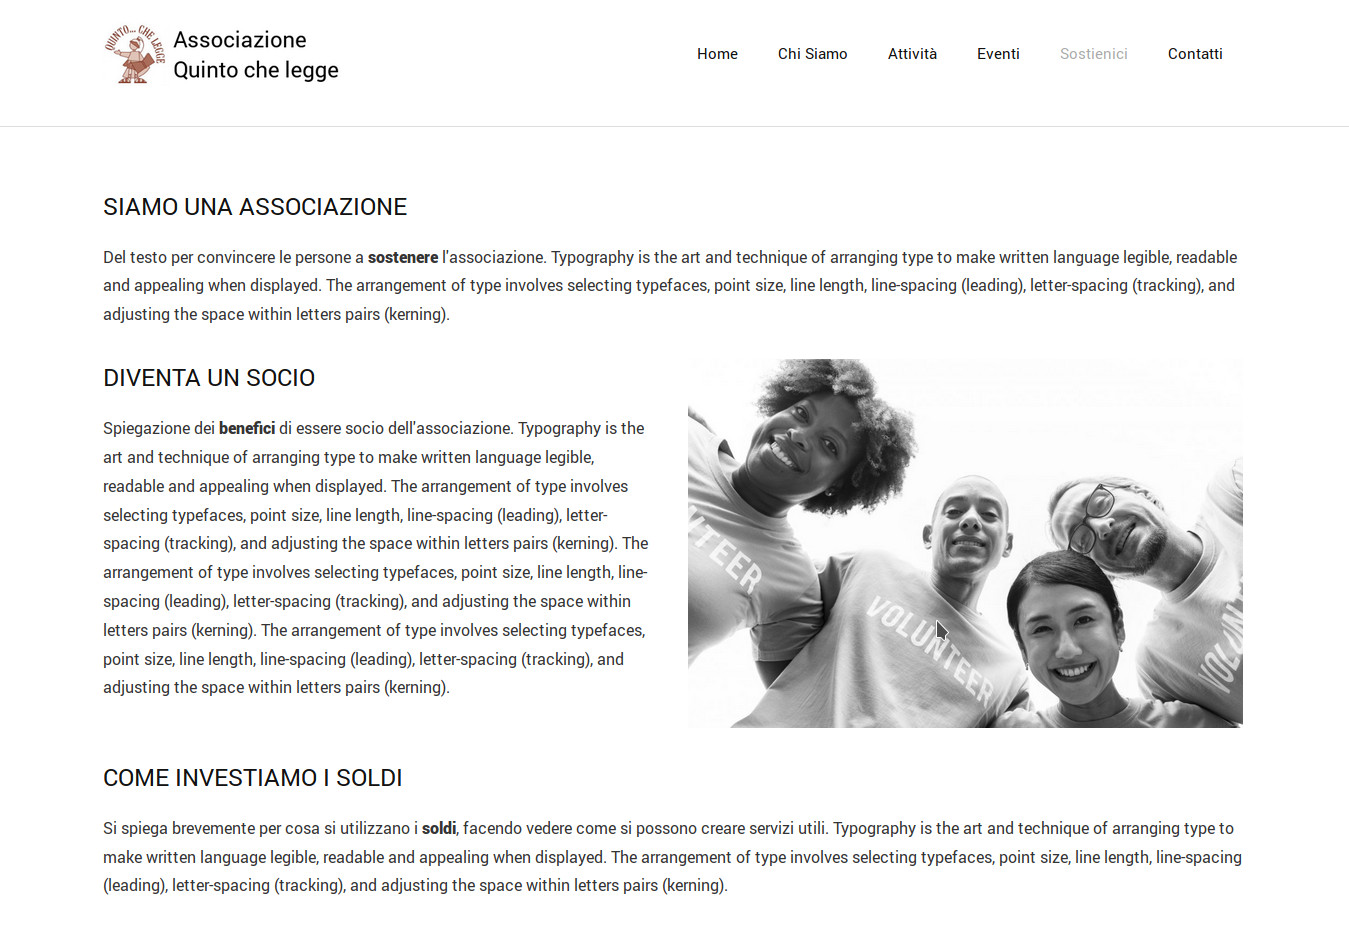 QUINTO... CHE LEGGE
Associazione
Quinto che legge
Home Chi Siamo Attività Eventi Sostienici Contatti
SIAMO UNA ASSOCIAZIONE
Del testo per convincere le persone a sostenere l'associazione. Typography is the art and technique of arranging type to make written language legible, readable
and appealing when displayed. The arrangement of type involves selecting typefaces, point size, line length, line-spacing (leading), letter-spacing (tracking), and
adjusting the space within letters pairs (kerning).
DIVENTA UN SOCIO
Spiegazione dei benefici di essere socio dell'associazione. Typography is the
art and technique of arranging type to make written language legible,
readable and appealing when displayed. The arrangement of type involves
selecting typefaces, point size, line length, line-spacing (leading), letter-
spacing (tracking), and adjusting the space within letters pairs (kerning). The
arrangement of type involves selecting typefaces, point size, line length, line-
spacing (leading), letter-spacing (tracking), and adjusting the space within
letters pairs (kerning). The arrangement of type involves selecting typefaces,
point size, line length, line-spacing (leading), letter-spacing (tracking), and
adjusting the space within letters pairs (kerning).
NTEER
VOLUNTEER
VOLUN
COME INVESTIAMO I SOLDI
Si spiega brevemente per cosa si utilizzano i soldi, facendo vedere come si possono creare servizi utili. Typography is the art and technique of arranging type to
make written language legible, readable and appealing when displayed. The arrangement of type involves selecting typefaces, point size, line length, line-spacing
(leading), letter-spacing (tracking), and adjusting the space within letters pairs (kerning).